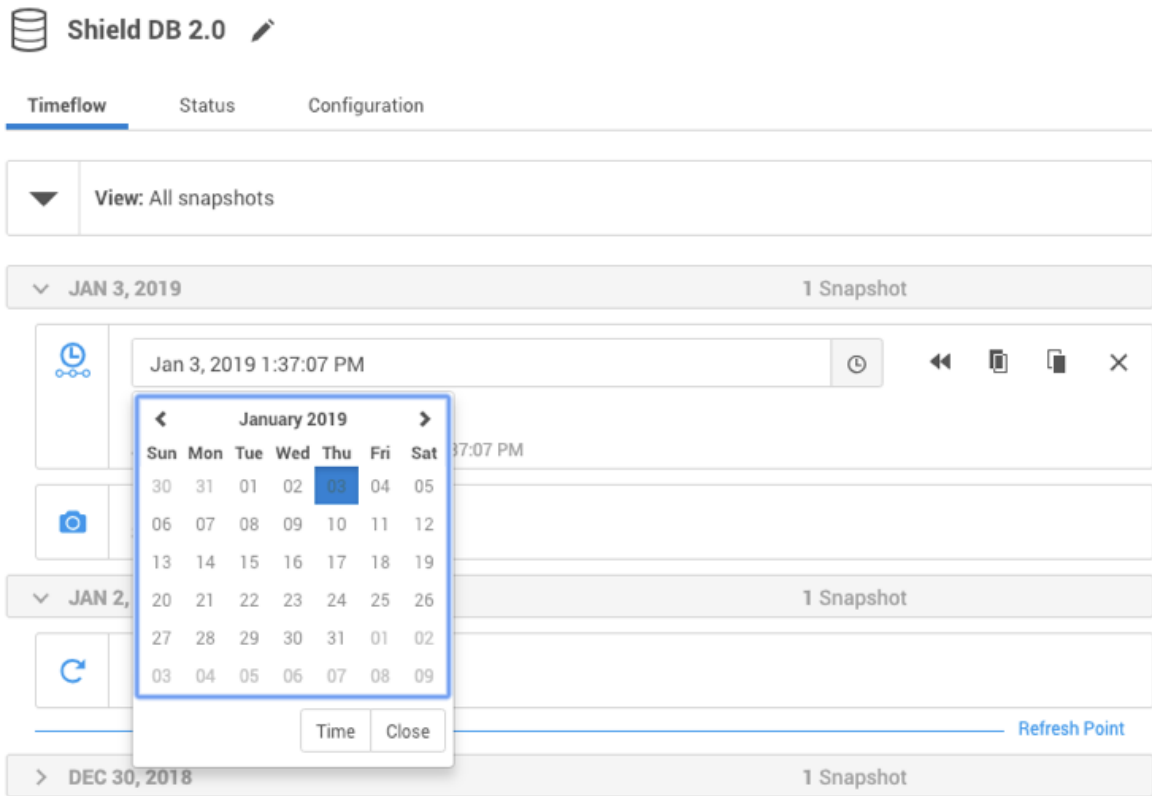 Shield DB 2.0
Timeflow Status Configuration
View: All snapshots
JAN 3, 2019 1 Snapshot
Jan 3, 2019 1:37:07 PM
January 2019
37:07 PM
Sun Mon Tue Wed Thu Fri Sat
30 31 01 02 03 04 05
06 07 08 09 10 11 12
13 14 15 16 17 18 19
20 21 22 23 24 25 26
27 28 29 30 31 01 02
03 04 05 06 07 08 09
JAN 2, 1 Snapshot
Time Close
Refresh Point
DEC 30, 2018 1 Snapshot